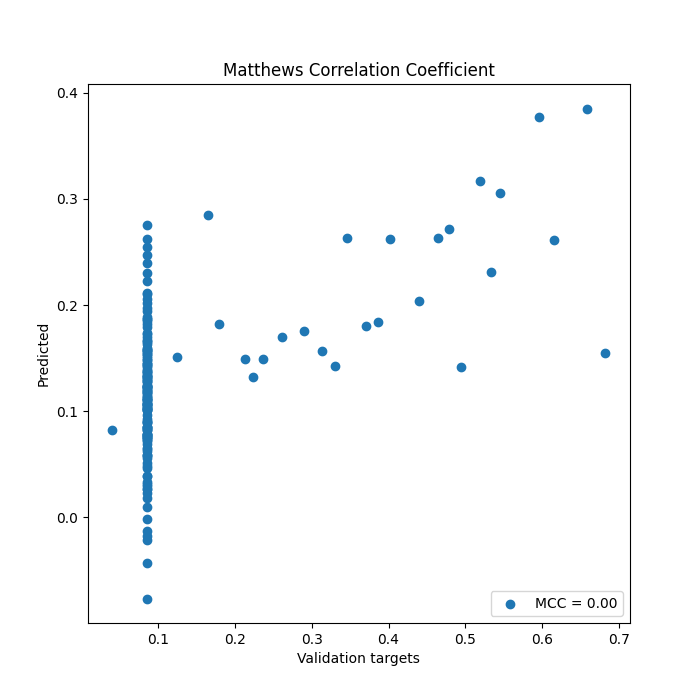 Matthews Correlation Coefficient
0.4
0.3
0.2
0.1
0.0
Predicted
MCC = 0.00
0.1 0.2 0.3 0.4 0.5 0.6 0.7
Validation targets